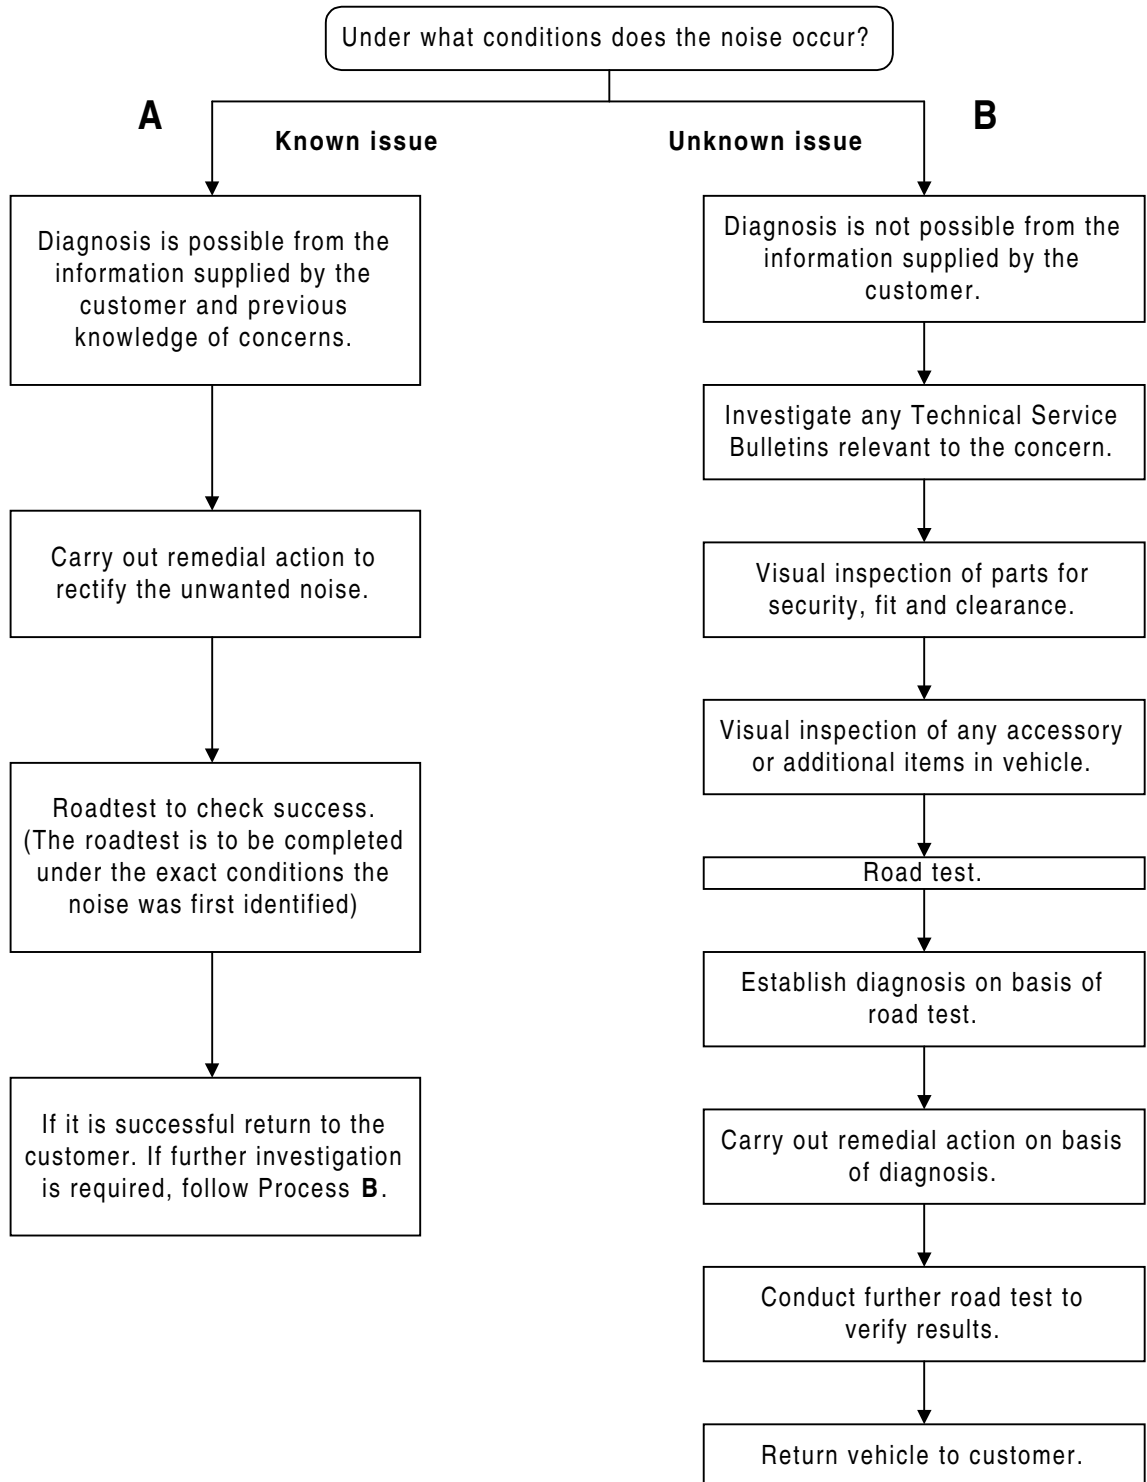 Under what conditions does the noise occur?
A
Known issue
Diagnosis is possible from the
information supplied by the
customer and previous
knowledge of concerns.
Carry out remedial action to
rectify the unwanted noise.
Roadtest to check success.
(The roadtest is to be completed
under the exact conditions the
noise was first identified)
If it is successful return to the
customer. If further investigation
is required, follow Process B.
B
Unknown issue
Diagnosis is not possible from the
information supplied by the
customer.
Investigate any Technical Service
Bulletins relevant to the concern.
Visual inspection of parts for
security, fit and clearance.
Visual inspection of any accessory
or additional items in vehicle.
Road test.
Establish diagnosis on basis of
road test.
Carry out remedial action on basis
of diagnosis.
Conduct further road test to
verify results.
Return vehicle to customer.